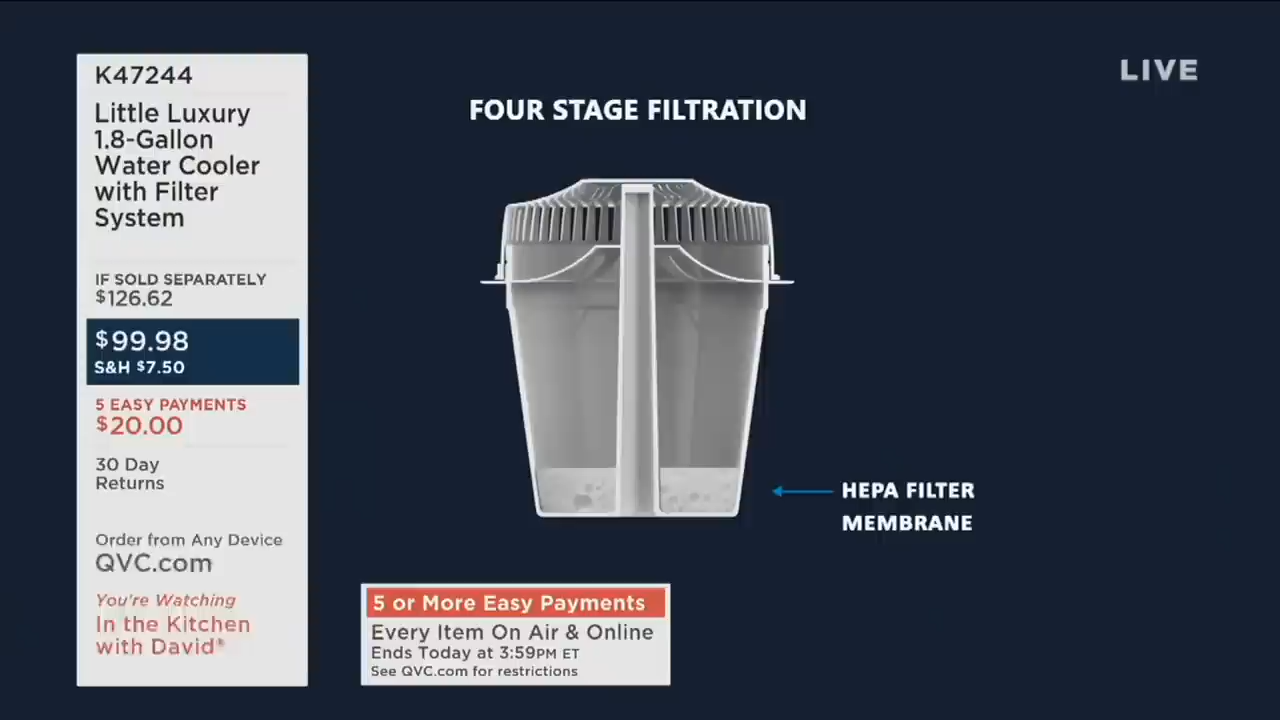 K47244
Little Luxury
1.8-Gallon
Water Cooler
with Filter
System
IF SOLD SEPARATELY
$126.62
$99.98
S&H $7.50
5 EASY PAYMENTS
$20.00
30 Day
Returns
Order from Any Device
QVC.com
You're Watching
In the Kitchen
with David®
LIVE
FOUR STAGE FILTRATION
HEPA FILTER
MEMBRANE
5 or More Easy Payments
Every Item On Air & Online
Ends Today at 3:59PM ET
See QVC.com for restrictions